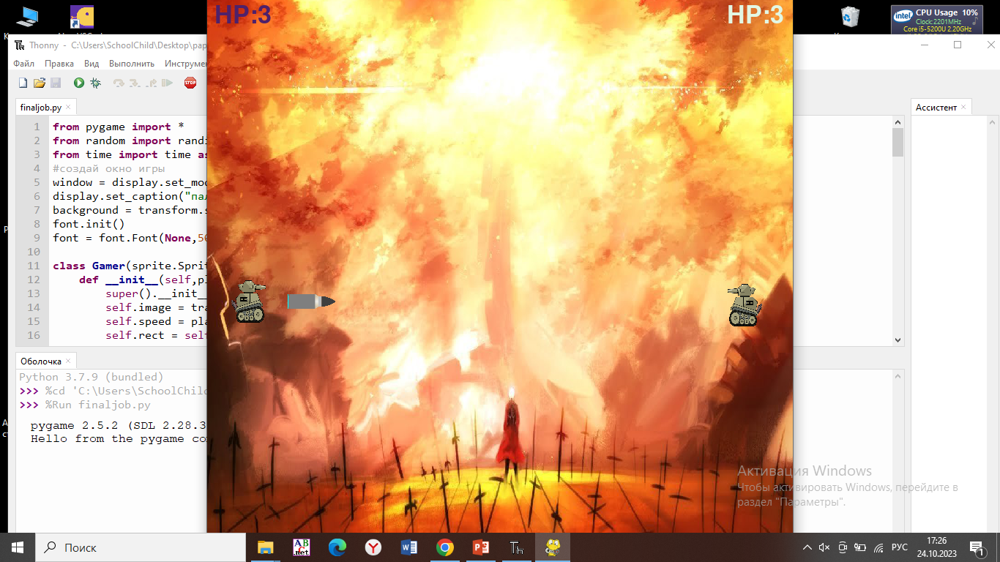 HP:3
HP:3
CPU Usage 10%
intel
Clock:2201MHz
Core i5-5200U 2.20GHz
Thonny - C:\Users\SchoolChild\Desktop\pap
Файл Правка Вид Выполнить Инструме
STOP
finaljob.py
Ассистент
1 from pygame import *
2 from random import randi
3 from time import time as
4 #создай окно игры
5 window = display.set_mod
6 display.set_caption("пал
7 background = transform.s
8 font.init()
9 font = font.Font(None,50
10
11 class Gamer(sprite.Sprit
12 def __init__(self,pl
13 super().__init__
14 self.image = tra
15 self.speed = pla
16 self.rect = self
Оболочка
Python 3.7.9 (bundled)
>>> %cd 'C:\Users\SchoolChild
>>> %Run finaljob.py
pygame 2.5.2 (SDL 2.28.3
Hello from the pygame co
Активация Windows
Чтобы активировать Windows, перейдите в
раздел "Параметры".
Поиск
РУС
17:26
24.10.2023
1